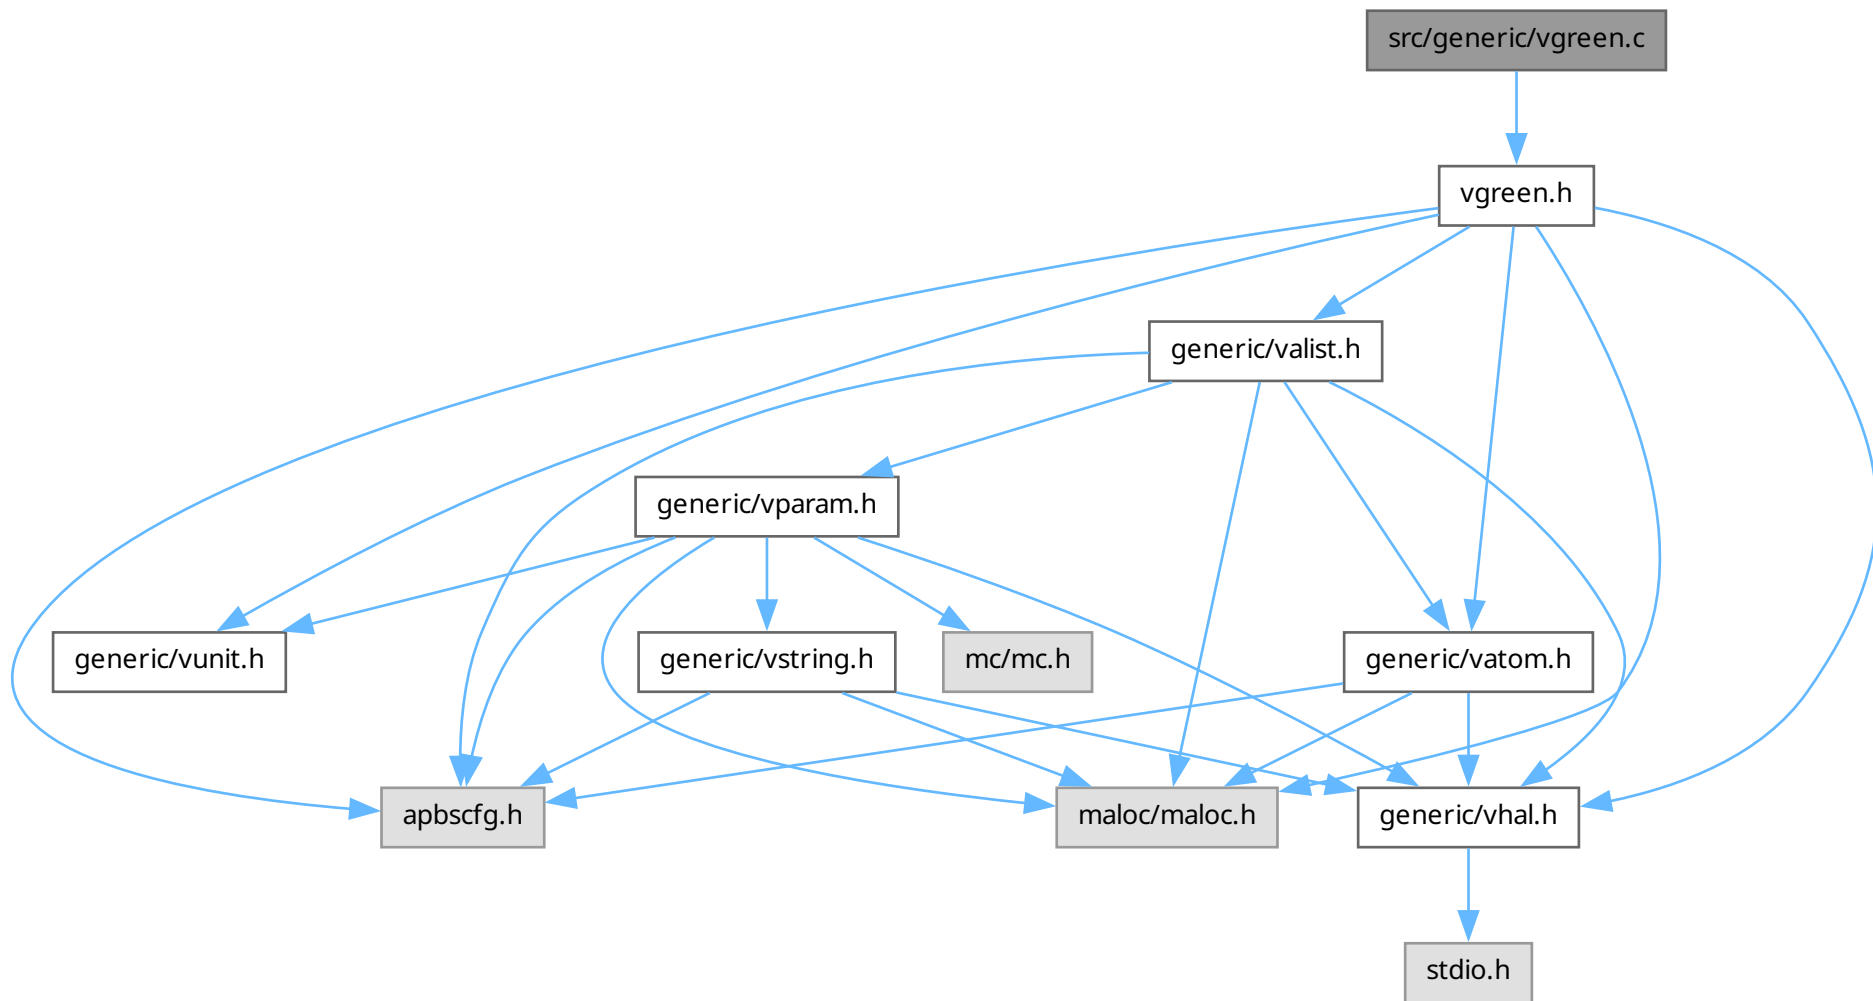 src/generic/vgreen.c
vgreen.h
generic/valist.h
generic/vparam.h
generic/vunit.h
generic/vstring.h
mc/mc.h
generic/vatom.h
apbscfg.h
maloc/maloc.h
generic/vhal.h
stdio.h